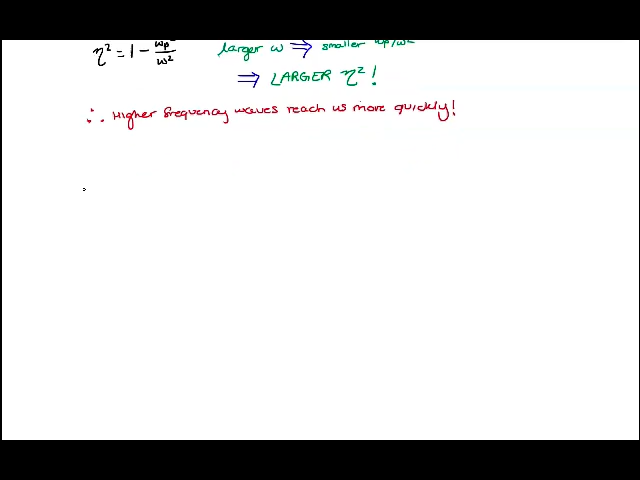 η² = 1 − ωp²/ω² larger ω ⇒ smaller ωp²/ω²
⇒ LARGER η² !
∴ Higher frequency waves reach us more quickly!